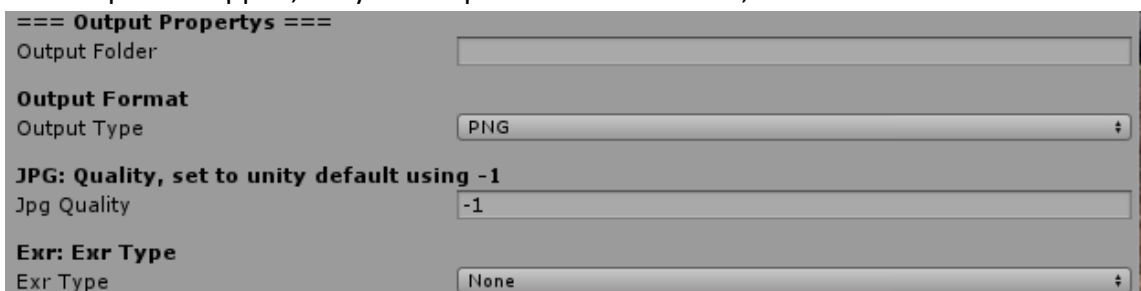 === Output Propertys ===
Output Folder
Output Format
Output Type PNG
JPG: Quality, set to unity default using -1
Jpg Quality -1
Exr: Exr Type
Exr Type None